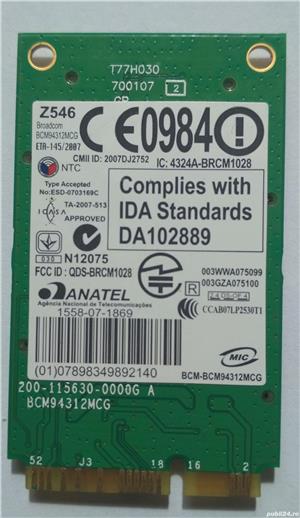 T77H030
700107 2
Z546
Broadcom
BCM94312MCG
ETA-145/2007
CE0984!
CMII ID: 2007DJ2752
IC: 4324A-BRCM1028
NTC
Type Accepted
No:ESD-0703169C
TA-2007-513
APPROVED
Complies with
IDA Standards
DA102889
N12075
FCC ID : QDS-BRCM1028
003WWA075099
003GZA075100
R
ANATEL
Agência Nacional de Telecomunicações
1558-07-1869
CCAB07LP2530T1
(01)07898349892140
MIC
BCM-BCM94312MCG
200-115630-0000G A
BCM94312MCG
52 J3 18 16 2
publi24.ro